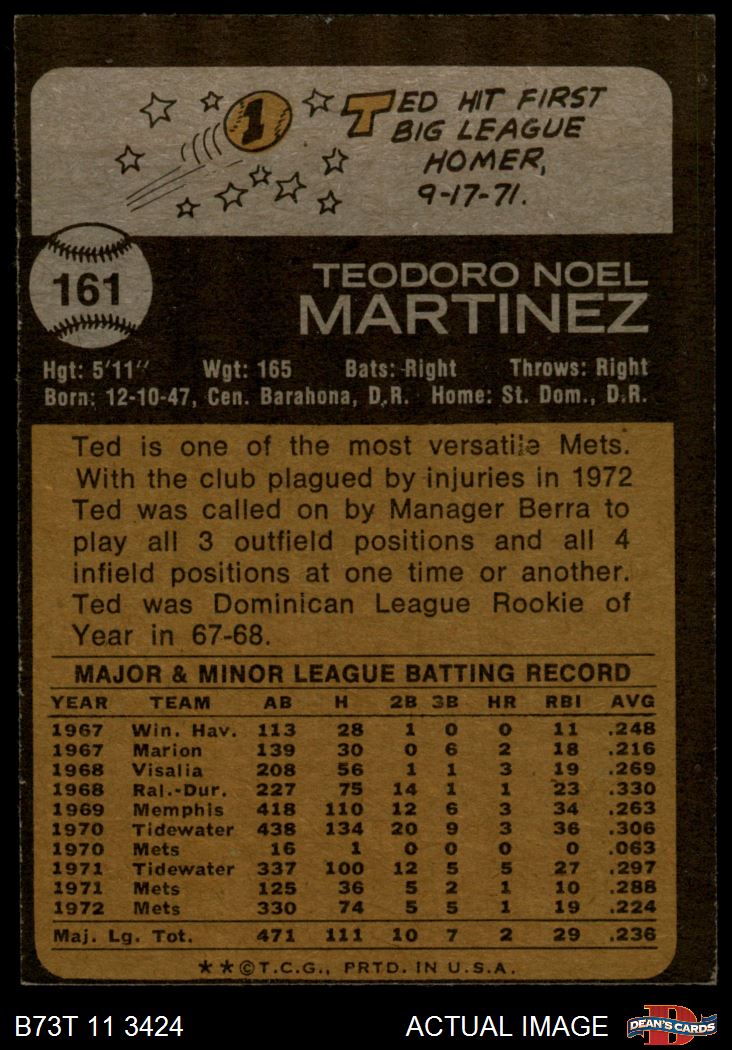 1
TED HIT FIRST
BIG LEAGUE
HOMER,
9-17-71.
161
TEODORO NOEL
MARTINEZ
Hgt: 5'11" Wgt: 165 Bats: Right Throws: Right
Born: 12-10-47, Cen. Barahona, D.R. Home: St. Dom., D.R.
Ted is one of the most versatile Mets.
With the club plagued by injuries in 1972
Ted was called on by Manager Berra to
play all 3 outfield positions and all 4
infield positions at one time or another.
Ted was Dominican League Rookie of
Year in 67-68.
MAJOR & MINOR LEAGUE BATTING RECORD
YEAR TEAM AB H 2B 3B HR RBI AVG
1967 Win. Hav. 113 28 1 0 0 11 .248
1967 Marion 139 30 0 6 2 18 .216
1968 Visalia 208 56 1 1 3 19 .269
1968 Ral.-Dur. 227 75 14 1 1 23 .330
1969 Memphis 418 110 12 6 3 34 .263
1970 Tidewater 438 134 20 9 3 36 .306
1970 Mets 16 1 0 0 0 0 .063
1971 Tidewater 337 100 12 5 5 27 .297
1971 Mets 125 36 5 2 1 10 .288
1972 Mets 330 74 5 5 1 19 .224
Maj. Lg. Tot. 471 111 10 7 2 29 .236
★★©T.C.G., PRTD. IN U.S.A.
B73T 11 3424 ACTUAL IMAGE
D
DEAN'S CARDS